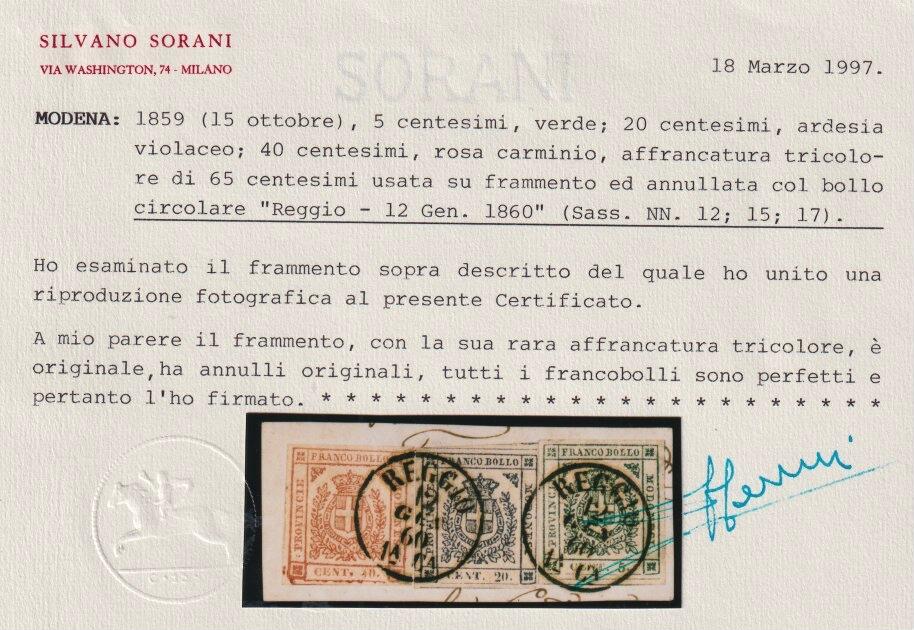 SILVANO SORANI
VIA WASHINGTON, 74 - MILANO
SORANI
18 Marzo 1997.
MODENA: 1859 (15 ottobre), 5 centesimi, verde; 20 centesimi, ardesia
violaceo; 40 centesimi, rosa carminio, affrancatura tricolo-
re di 65 centesimi usata su frammento ed annullata col bollo
circolare "Reggio - 12 Gen. 1860" (Sass. NN. 12; 15; 17).
Ho esaminato il frammento sopra descritto del quale ho unito una
riproduzione fotografica al presente Certificato.
A mio parere il frammento, con la sua rara affrancatura tricolore, è
originale, ha annulli originali, tutti i francobolli sono perfetti e
pertanto l'ho firmato. * * * * * * * * * * * * * * * * * * * * * * *
FRANCO BOLLO FRANCO BOLLO FRANCO BOLLO
PROVINCIE
REGGIO REGGIO
CENT. 40. CENT. 20. 5.